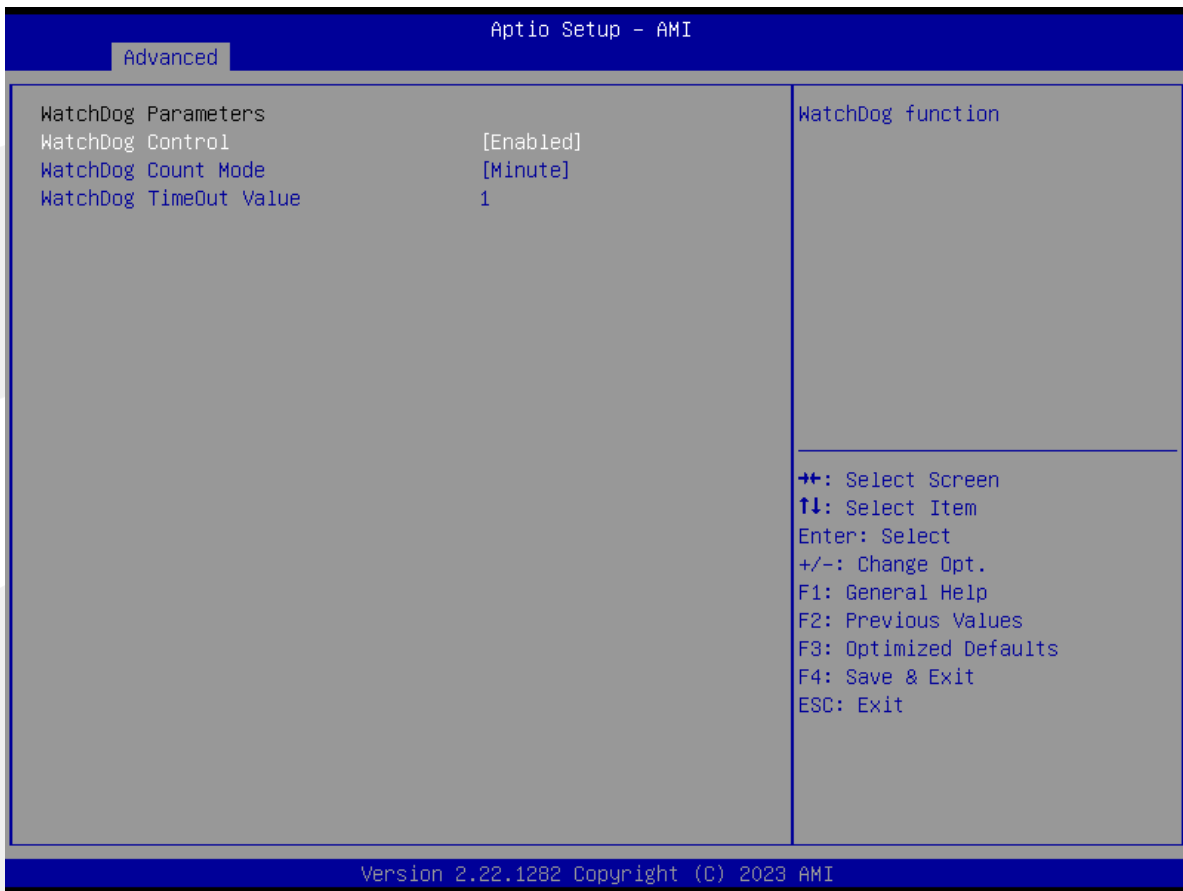 Aptio Setup – AMI
Advanced
WatchDog Parameters
WatchDog Control [Enabled]
WatchDog Count Mode [Minute]
WatchDog TimeOut Value 1
WatchDog function
→←: Select Screen
↑↓: Select Item
Enter: Select
+/-: Change Opt.
F1: General Help
F2: Previous Values
F3: Optimized Defaults
F4: Save & Exit
ESC: Exit
Version 2.22.1282 Copyright (C) 2023 AMI